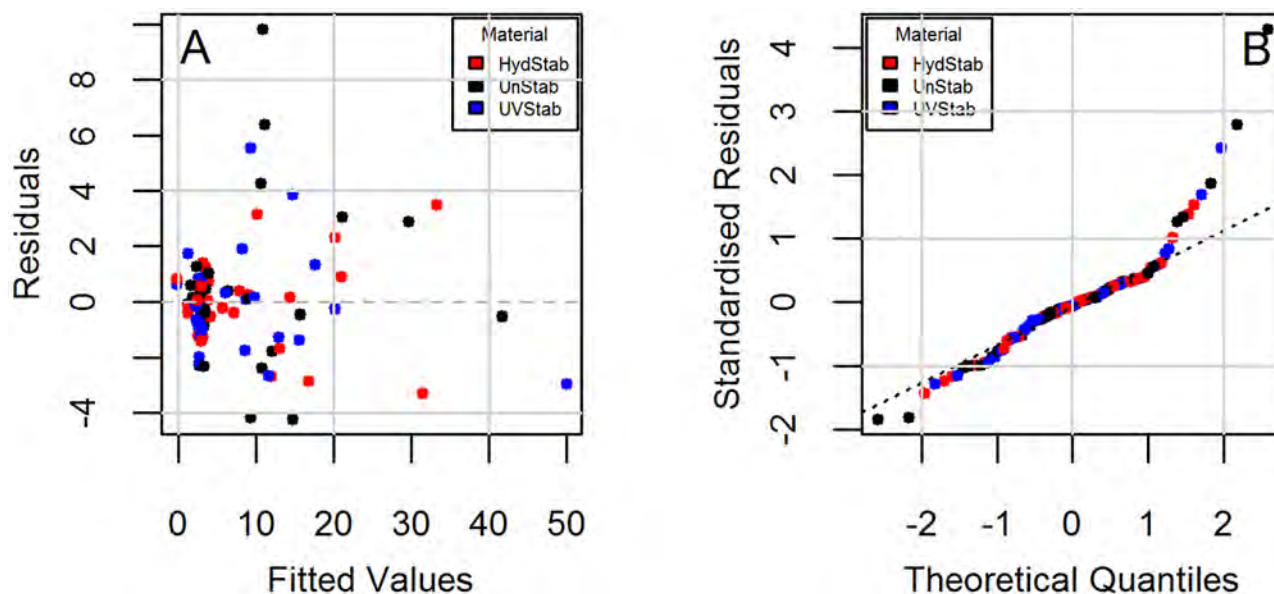 A
Material
HydStab
UnStab
UVStab
Residuals
8
6
4
2
0
-4
0 10 20 30 40 50
Fitted Values
B
Material
HydStab
UnStab
UVStab
Standardised Residuals
4
3
2
1
0
-1
-2
-2 -1 0 1 2
Theoretical Quantiles